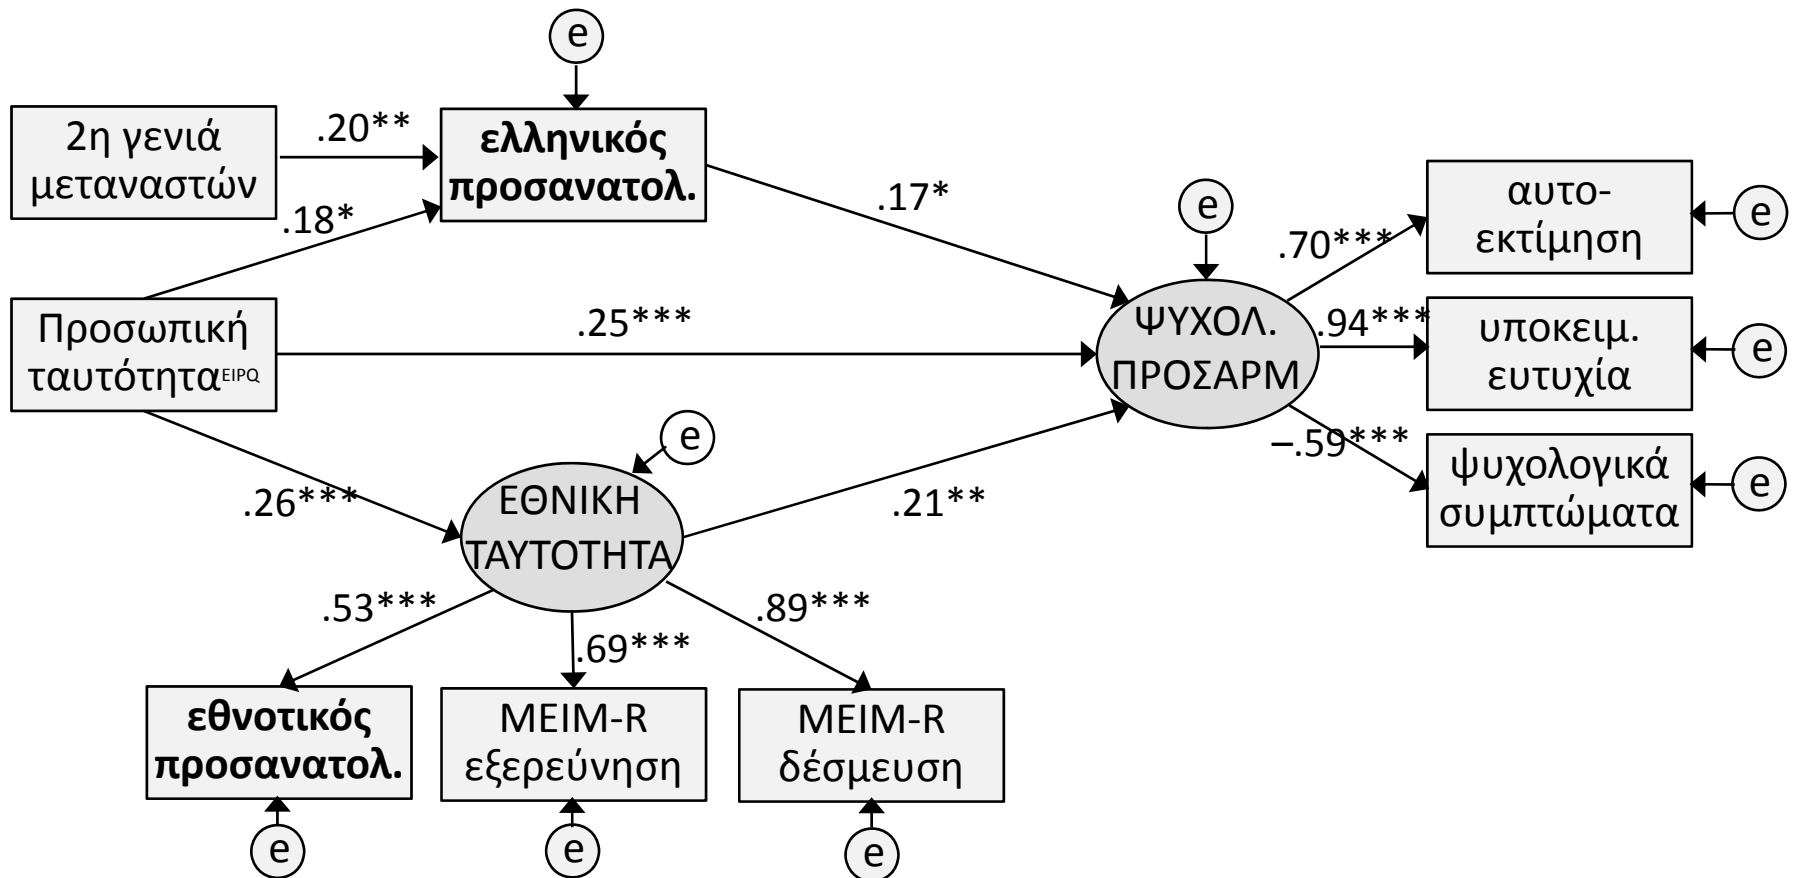 e
2η γενιά
μεταναστών
.20**
ελληνικός
προσανατολ.
.18*
.17*
e
.70***
αυτο-
εκτίμηση
e
Προσωπική
ταυτότηταEIPQ
.25***
ΨΥΧΟΛ.
ΠΡΟΣΑΡΜ
.94***
υποκειμ.
ευτυχία
e
–.59***
ψυχολογικά
συμπτώματα
e
e
.26***
ΕΘΝΙΚΗ
ΤΑΥΤΟΤΗΤΑ
.21**
.53***
.69***
.89***
εθνοτικός
προσανατολ.
MEIM-R
εξερεύνηση
MEIM-R
δέσμευση
e
e
e